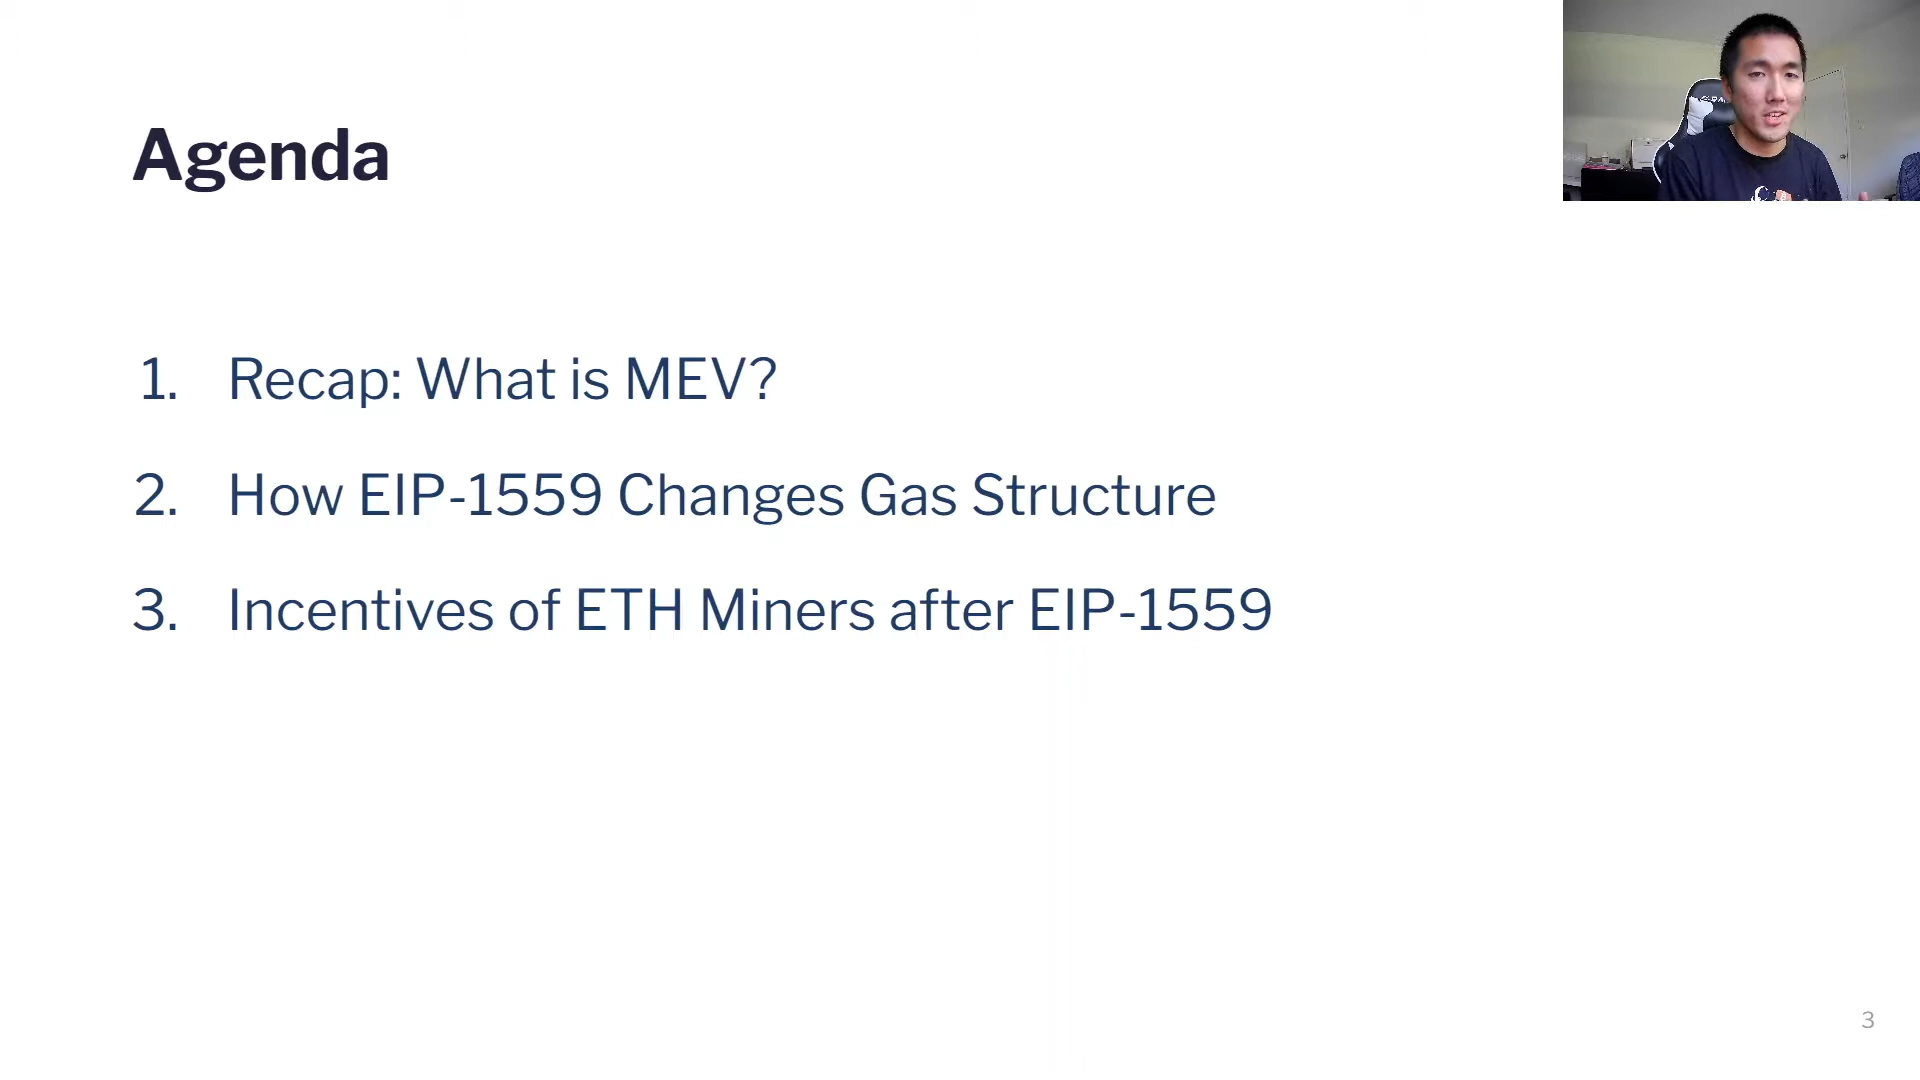 Agenda
1. Recap: What is MEV?
2. How EIP-1559 Changes Gas Structure
3. Incentives of ETH Miners after EIP-1559
3